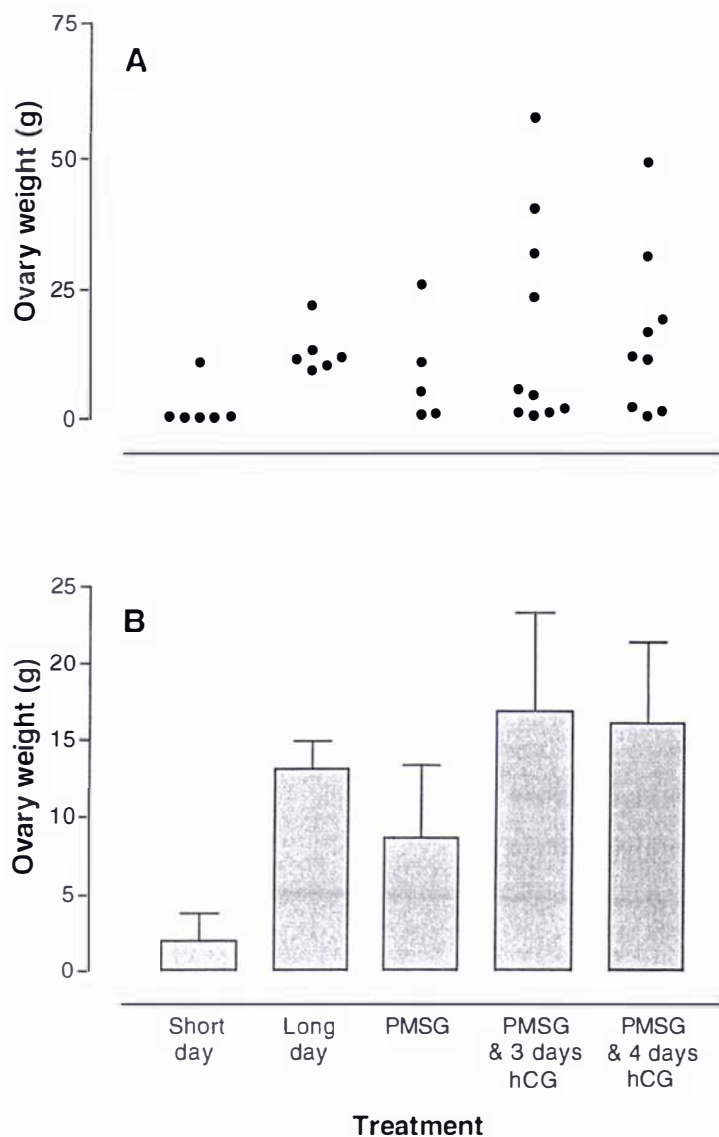 75
A
50
25
0
Ovary weight (g)
25
B
20
15
10
5
0
Ovary weight (g)
Short day
Long day
PMSG
PMSG & 3 days hCG
PMSG & 4 days hCG
Treatment